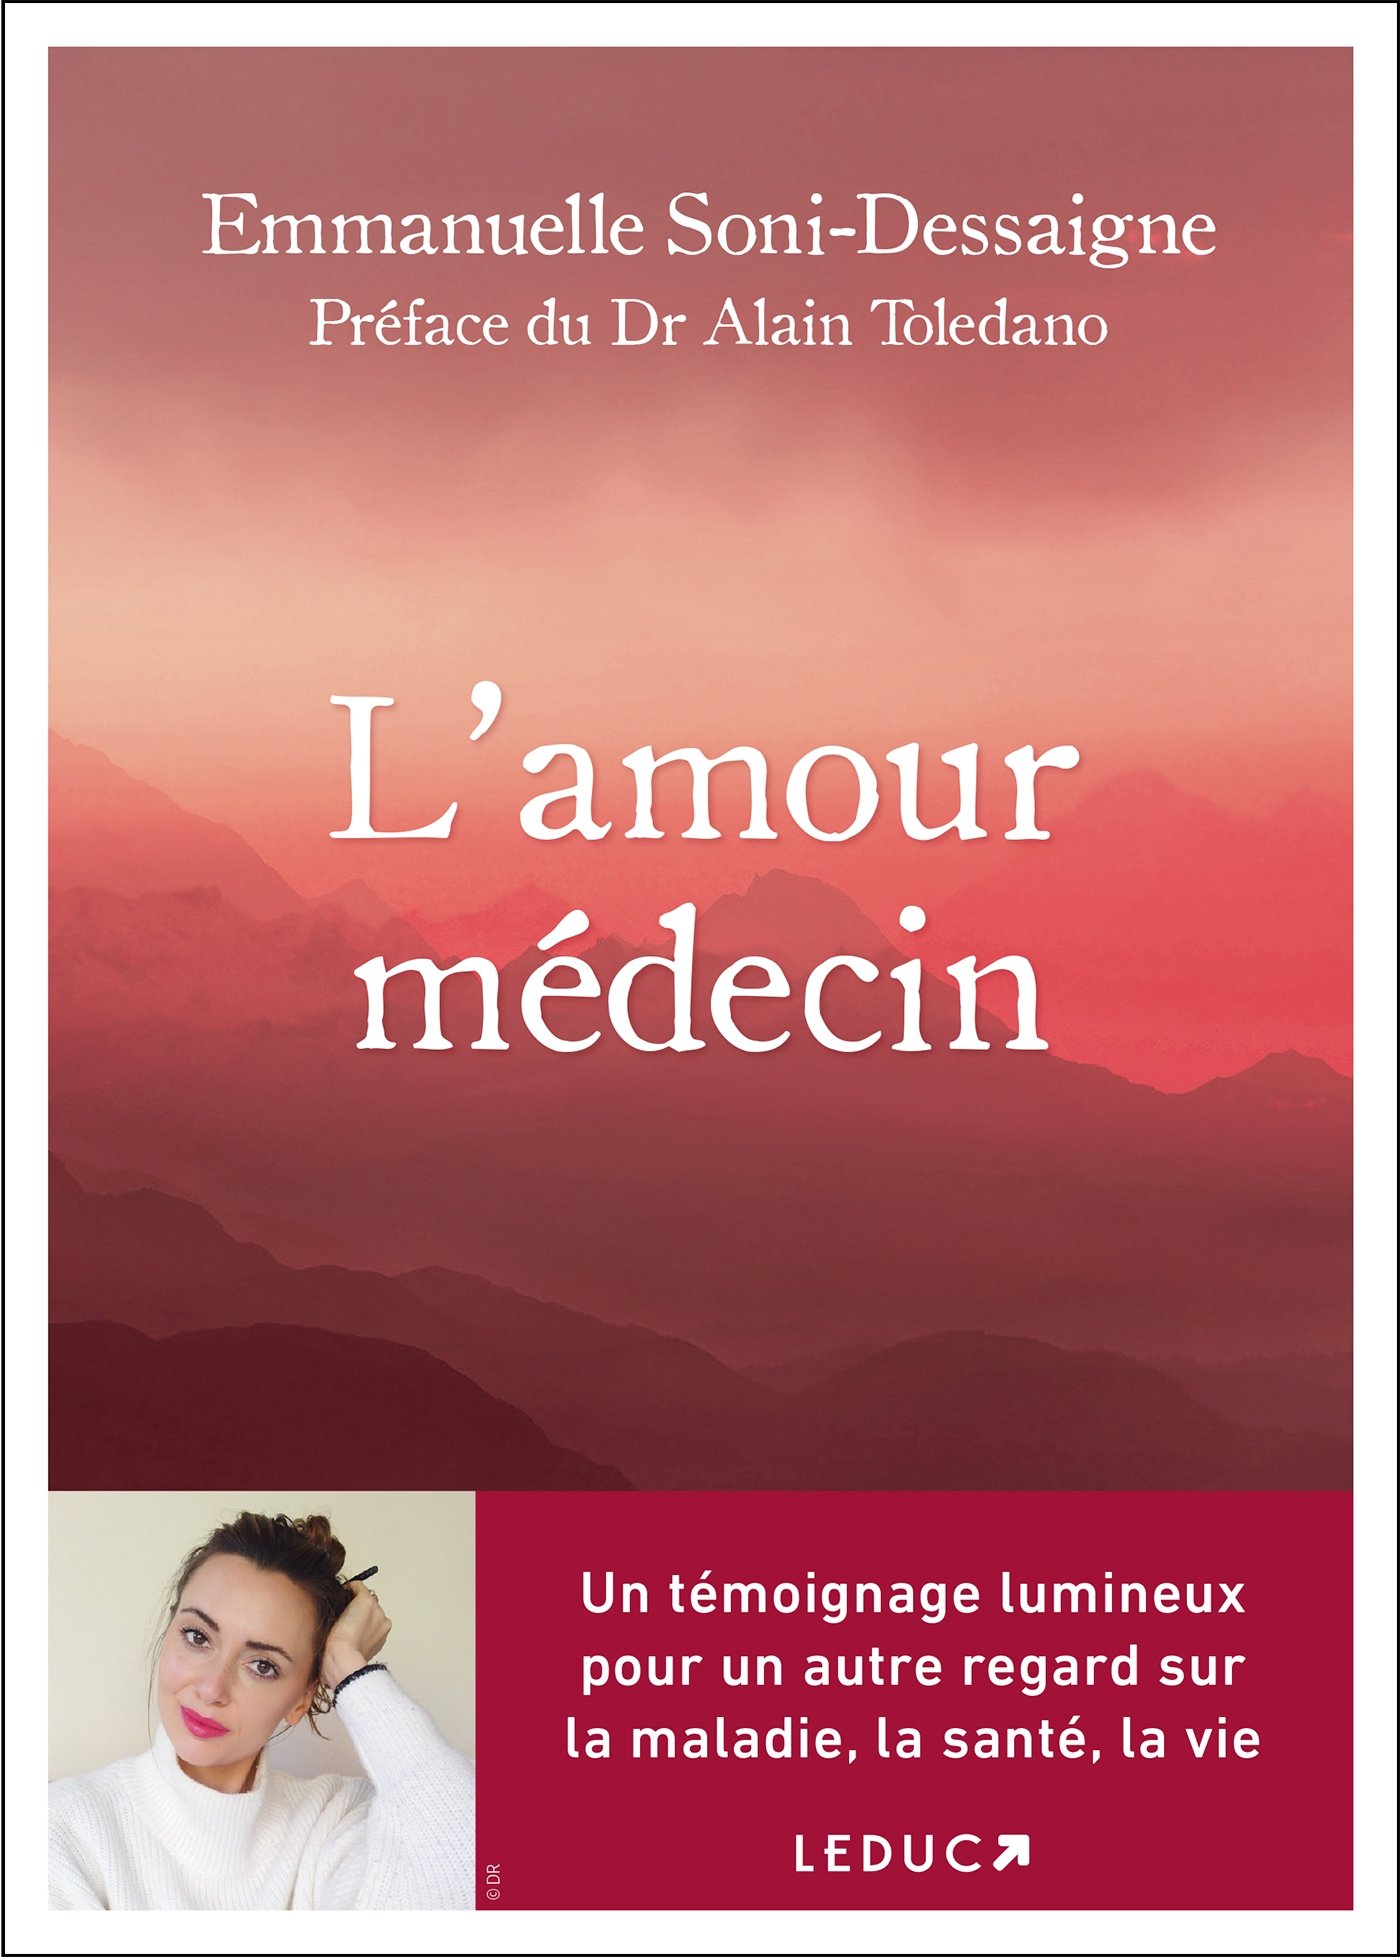 Emmanuelle Soni-Dessaigne
Préface du Dr Alain Toledano
L'amour
médecin
Un témoignage lumineux
pour un autre regard sur
la maladie, la santé, la vie
© DR
LEDUC